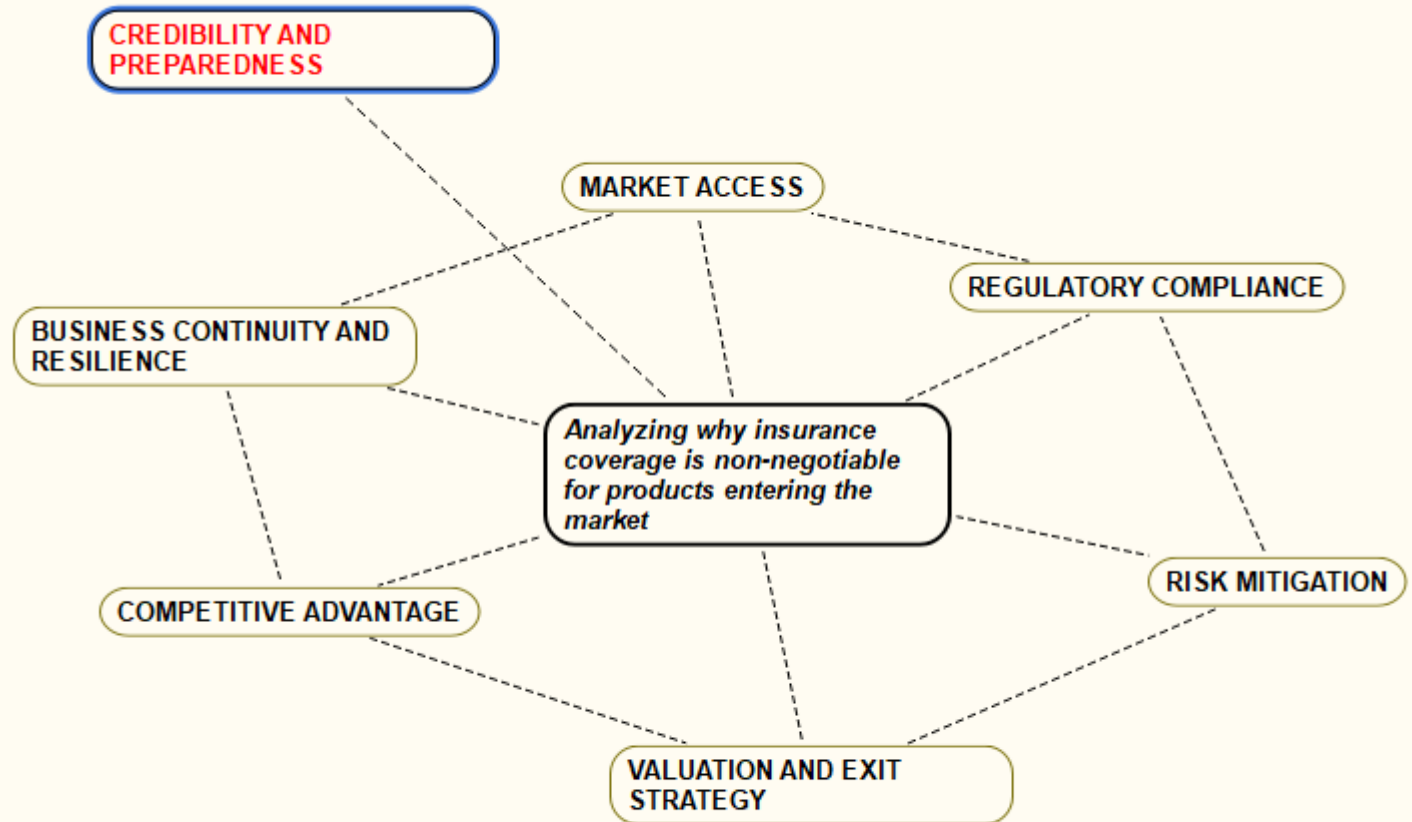 CREDIBILITY AND
PREPAREDNESS
MARKET ACCESS
REGULATORY COMPLIANCE
BUSINESS CONTINUITY AND
RESILIENCE
Analyzing why insurance
coverage is non-negotiable
for products entering the
market
RISK MITIGATION
COMPETITIVE ADVANTAGE
VALUATION AND EXIT
STRATEGY